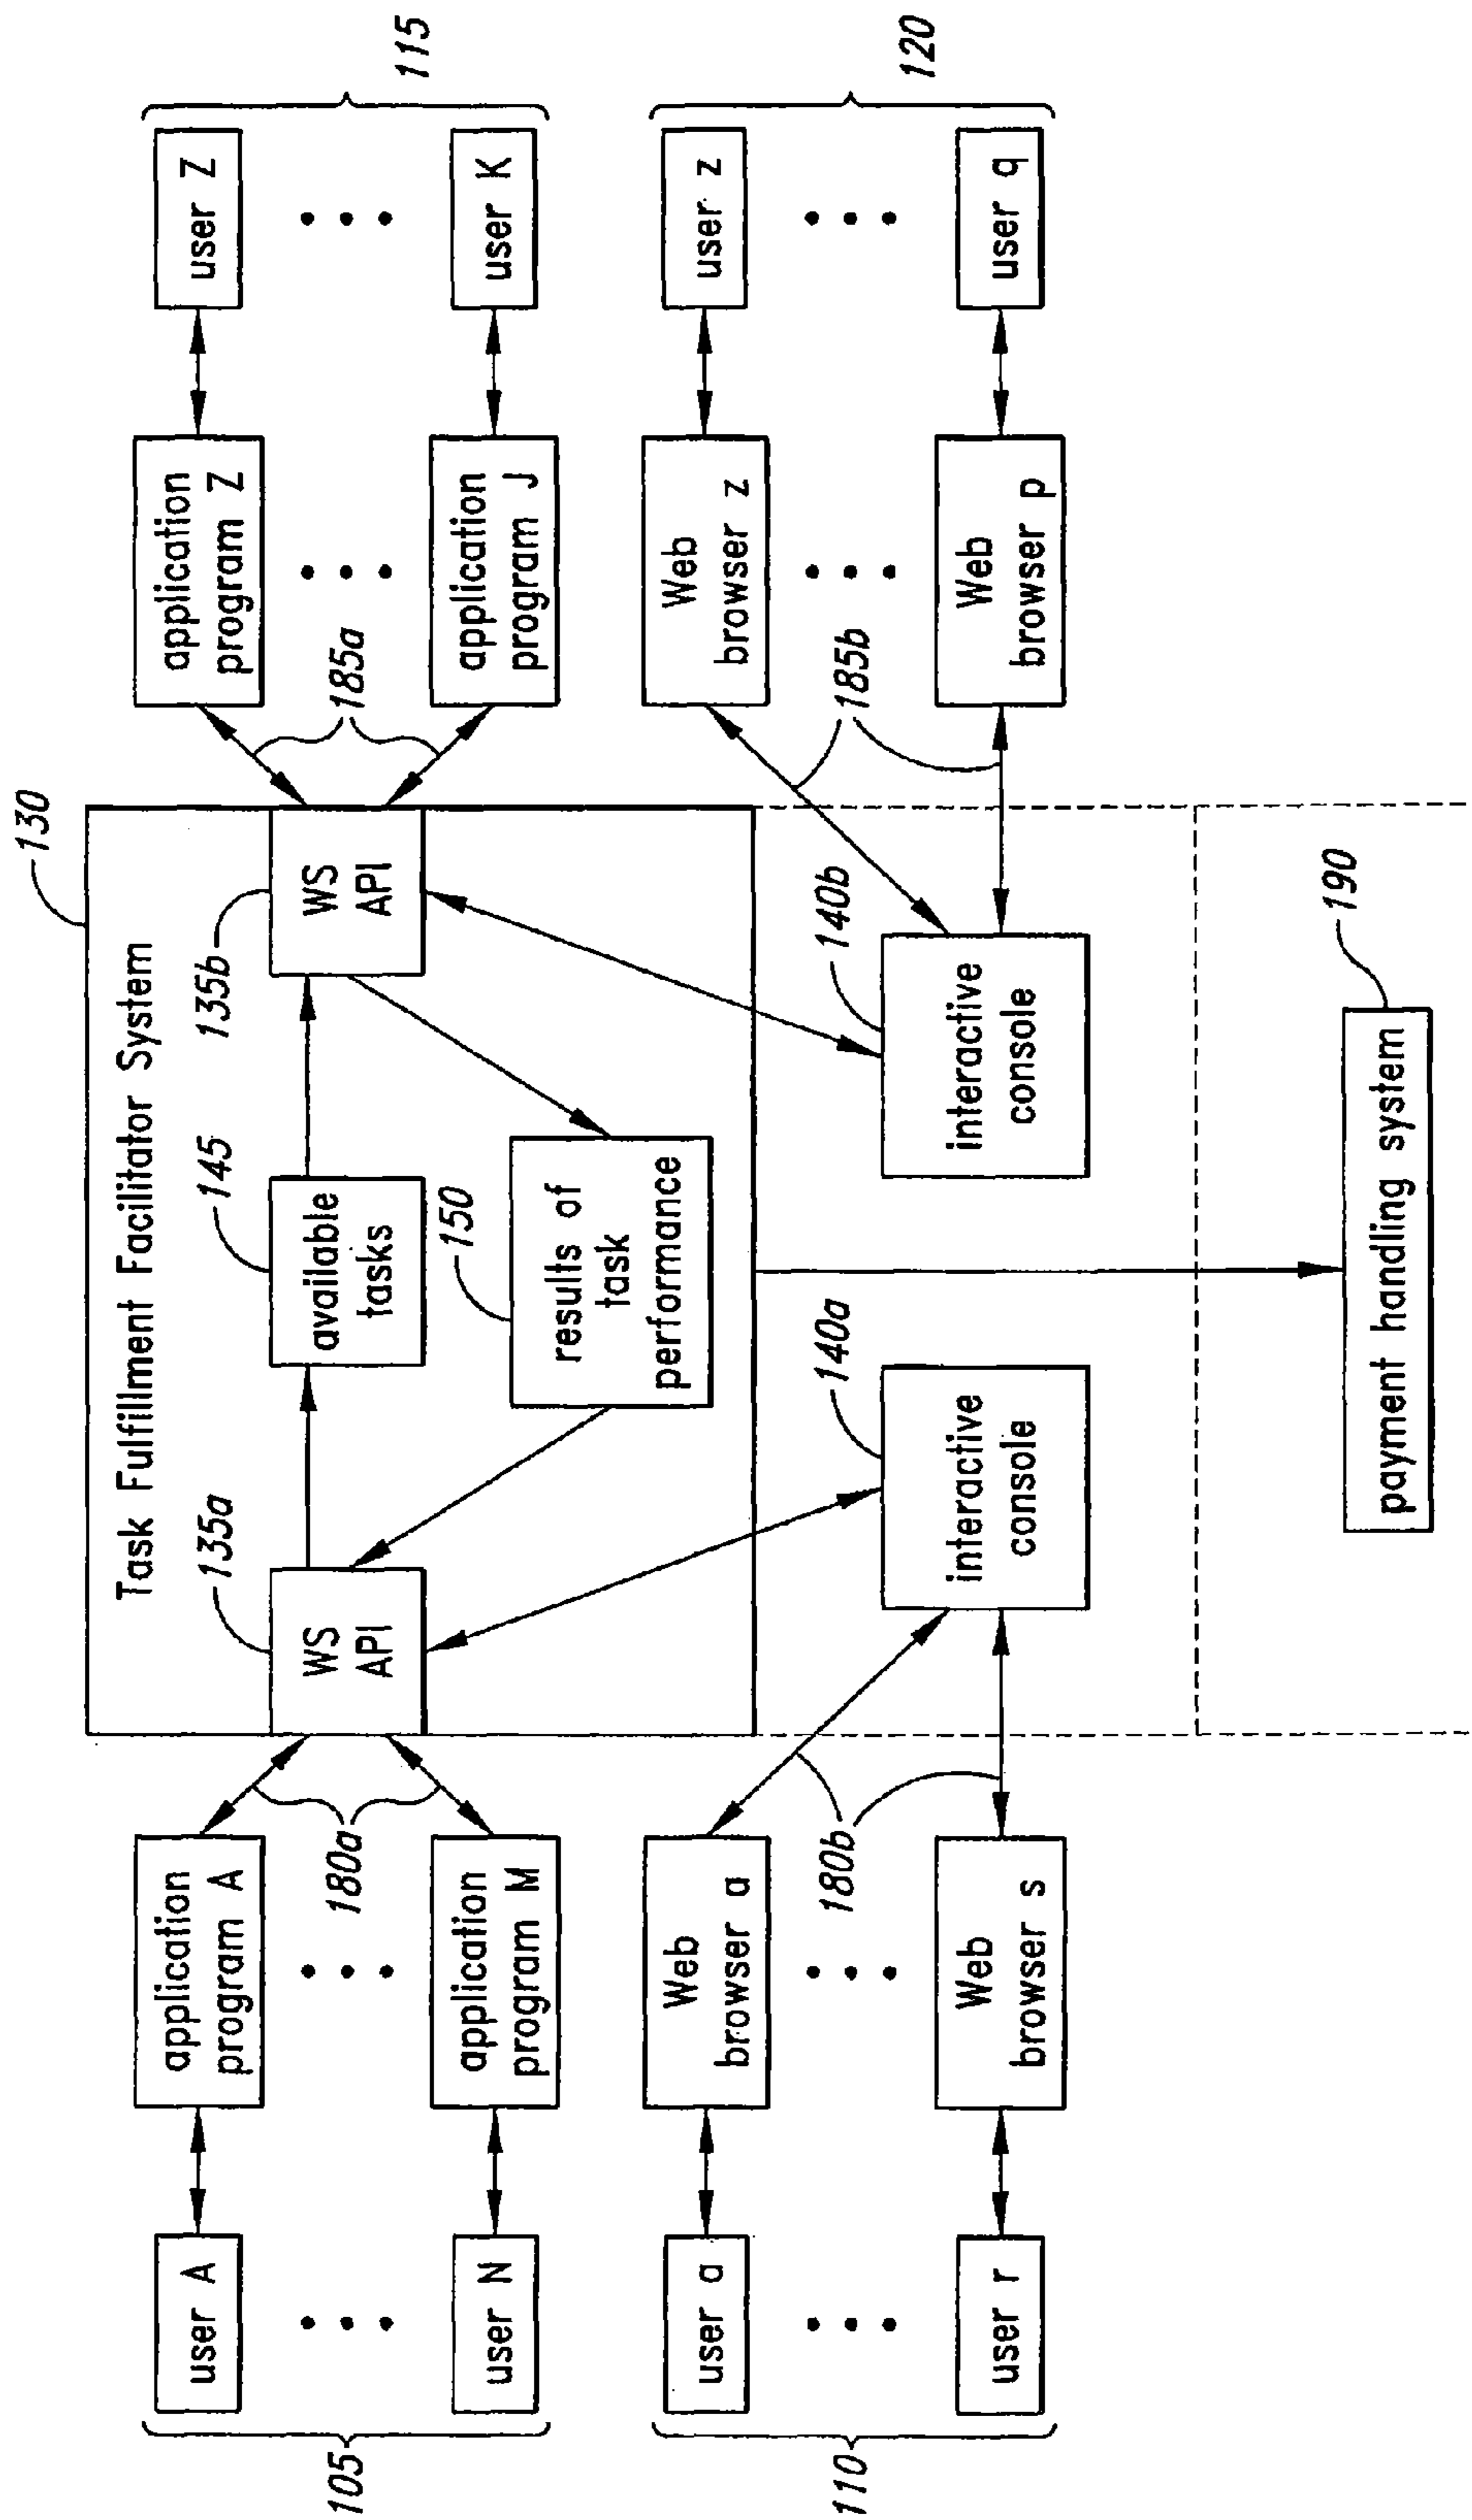 130
Task Fulfillment Facilitator System
105
user A
user N
application
program A
application
program M
180a
135a
WS
API
145
available
tasks
150
results of
task
performance
135b
WS
API
185a
application
program Z
application
program J
user Z
user K
115
110
user a
user r
Web
browser a
Web
browser s
180b
140a
interactive
console
140b
interactive
console
185b
Web
browser z
Web
browser p
user z
user q
120
190
payment handling system